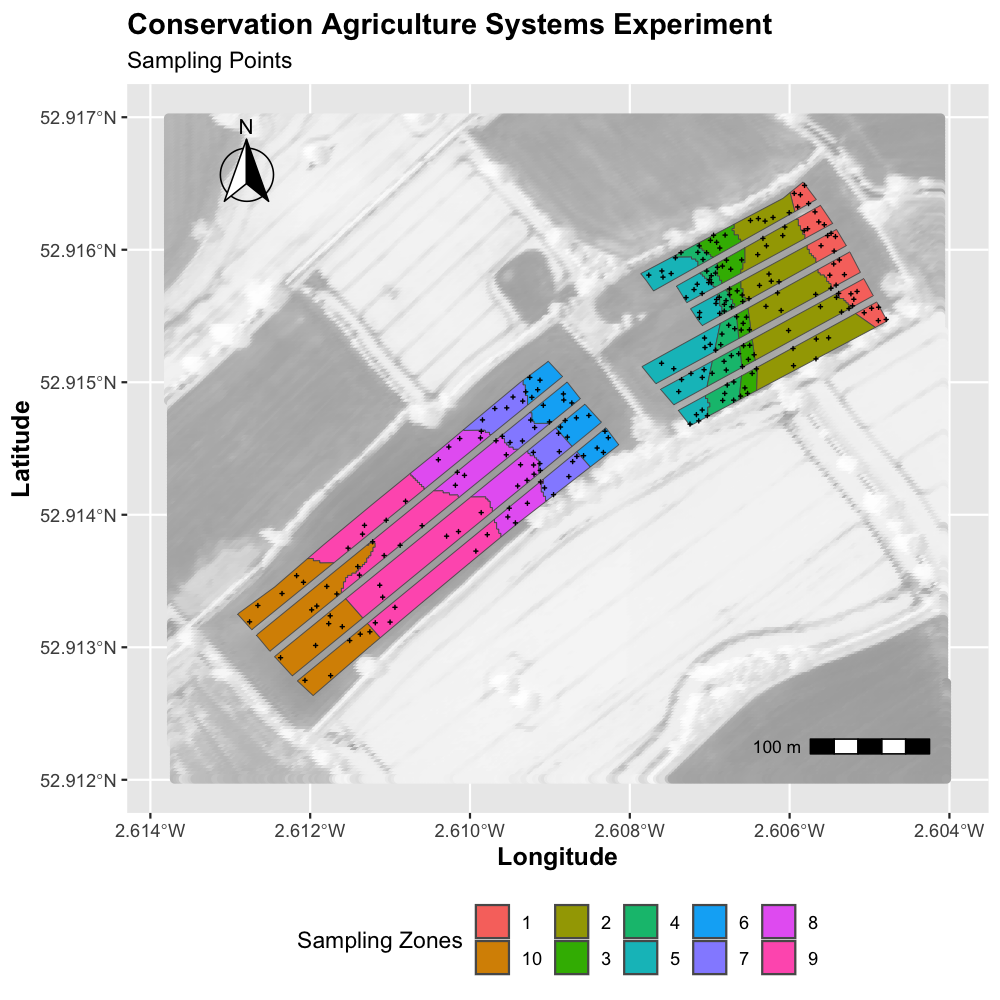 Conservation Agriculture Systems Experiment
Sampling Points
N
52.917°N
52.916°N
52.915°N
52.914°N
52.913°N
52.912°N
Latitude
100 m
2.614°W 2.612°W 2.610°W 2.608°W 2.606°W 2.604°W
Longitude
Sampling Zones
1 2 4 6 8
10 3 5 7 9